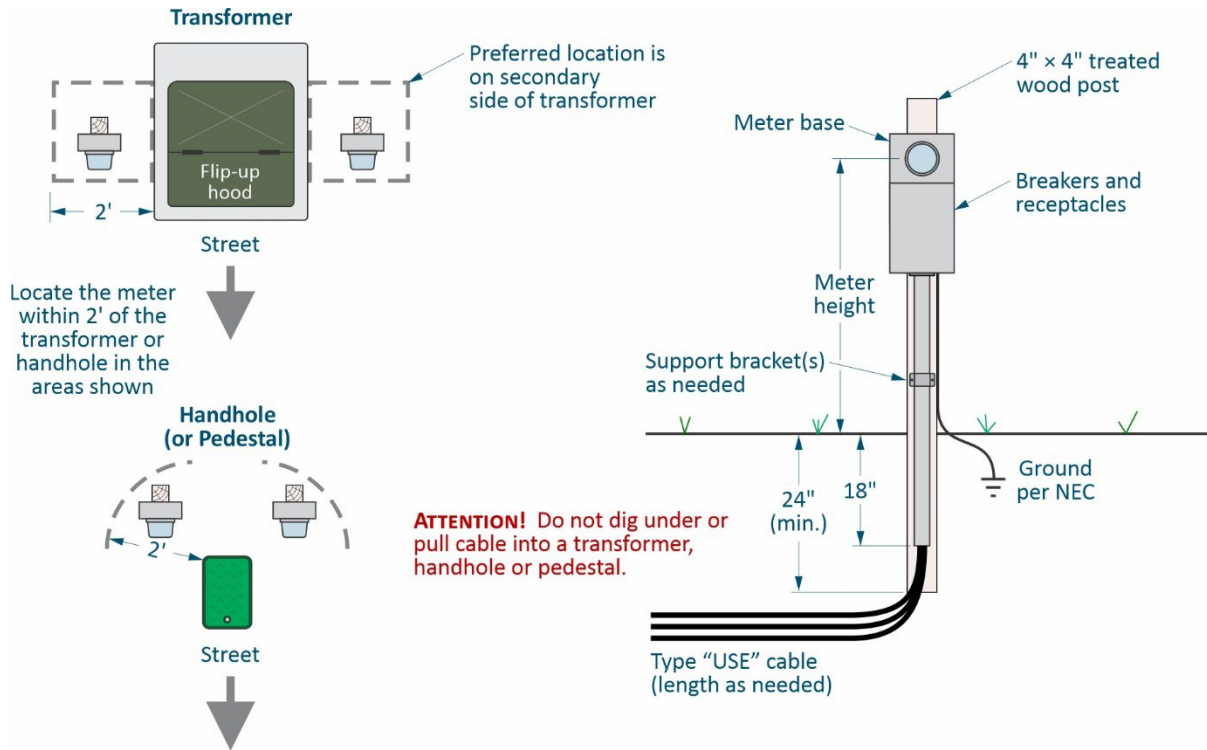 Transformer
Preferred location is
on secondary
side of transformer
Flip-up
hood
2'
Street
Locate the meter
within 2' of the
transformer or
handhole in the
areas shown
Handhole
(or Pedestal)
2'
Street
ATTENTION! Do not dig under or
pull cable into a transformer,
handhole or pedestal.
4" × 4" treated
wood post
Meter base
Breakers and
receptacles
Meter
height
Support bracket(s)
as needed
24"
(min.)
18"
Ground
per NEC
Type “USE” cable
(length as needed)